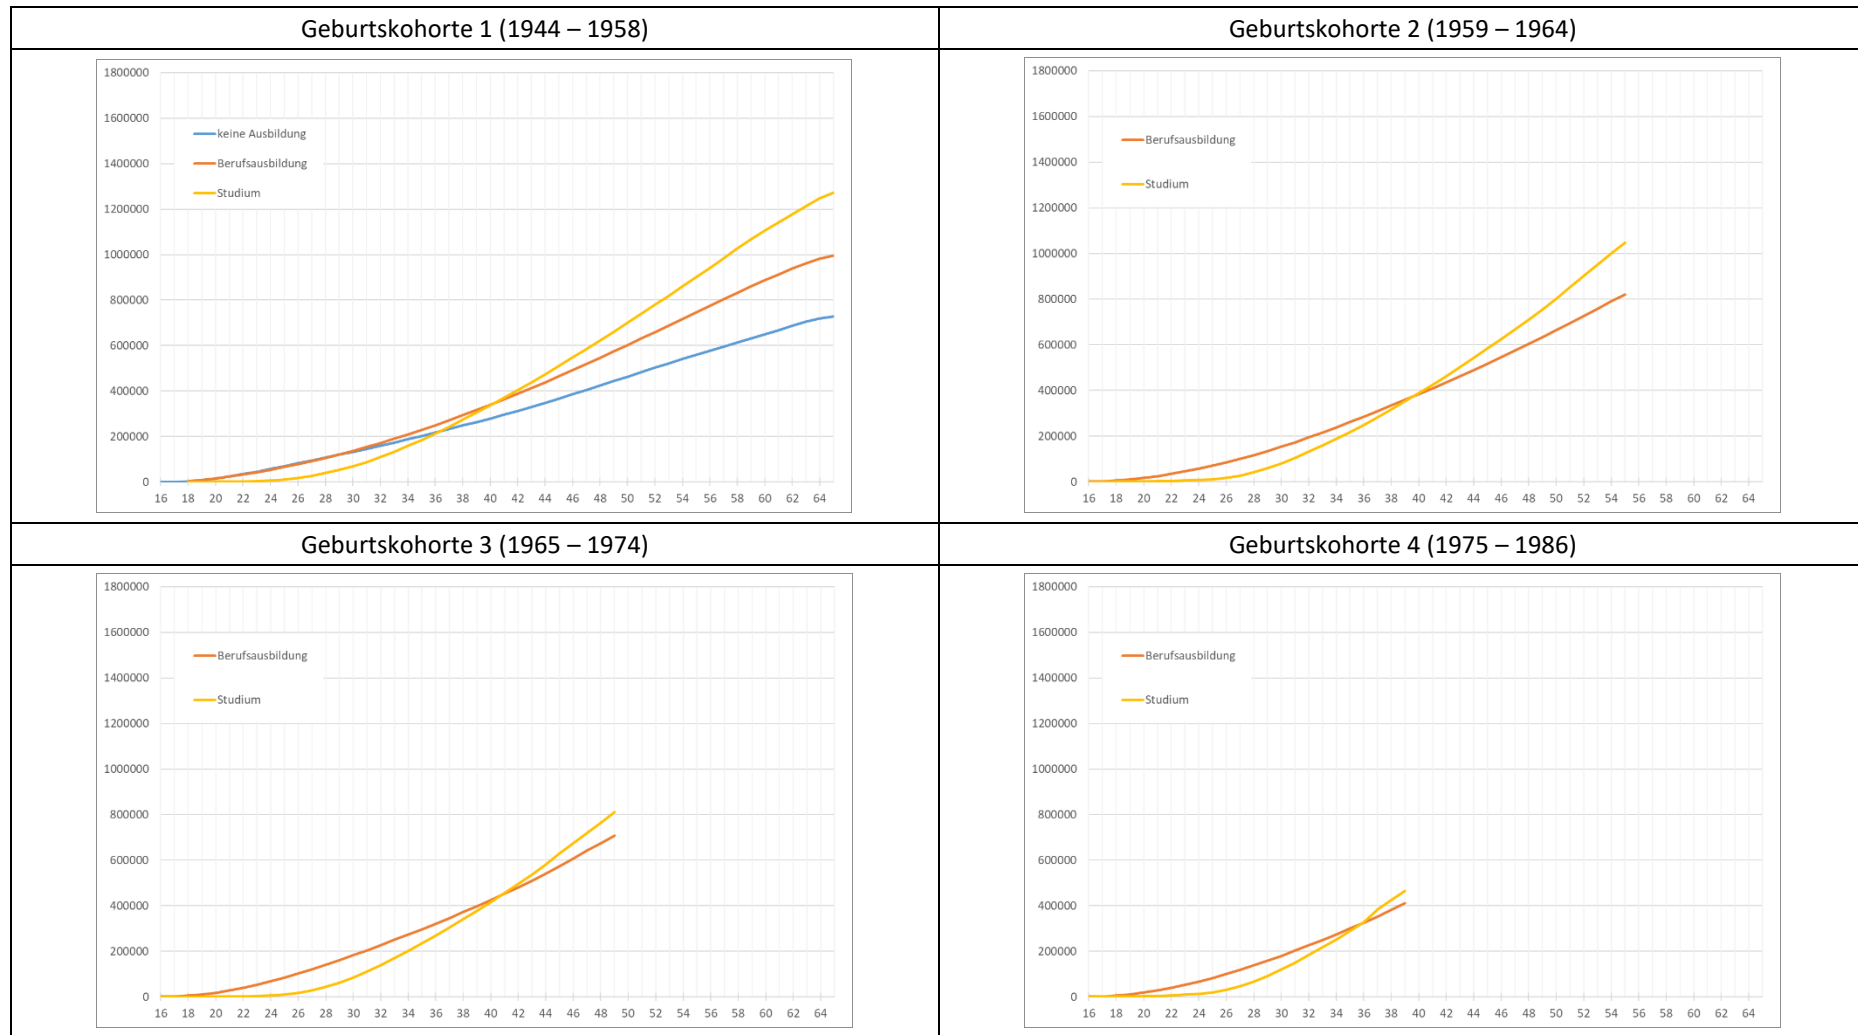 Geburtskohorte 1 (1944 – 1958)
1800000
1600000
1400000
1200000
1000000
800000
600000
400000
200000
0
keine Ausbildung
Berufsausbildung
Studium
16 18 20 22 24 26 28 30 32 34 36 38 40 42 44 46 48 50 52 54 56 58 60 62 64
Geburtskohorte 2 (1959 – 1964)
1800000
1600000
1400000
1200000
1000000
800000
600000
400000
200000
0
Berufsausbildung
Studium
16 18 20 22 24 26 28 30 32 34 36 38 40 42 44 46 48 50 52 54 56 58 60 62 64
Geburtskohorte 3 (1965 – 1974)
1800000
1600000
1400000
1200000
1000000
800000
600000
400000
200000
0
Berufsausbildung
Studium
16 18 20 22 24 26 28 30 32 34 36 38 40 42 44 46 48 50 52 54 56 58 60 62 64
Geburtskohorte 4 (1975 – 1986)
1800000
1600000
1400000
1200000
1000000
800000
600000
400000
200000
0
Berufsausbildung
Studium
16 18 20 22 24 26 28 30 32 34 36 38 40 42 44 46 48 50 52 54 56 58 60 62 64